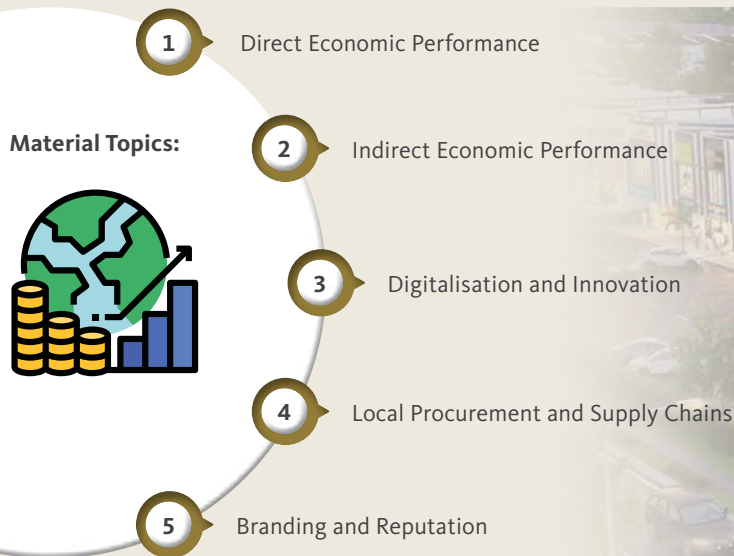 1 Direct Economic Performance
Material Topics:
2 Indirect Economic Performance
3 Digitalisation and Innovation
4 Local Procurement and Supply Chains
5 Branding and Reputation